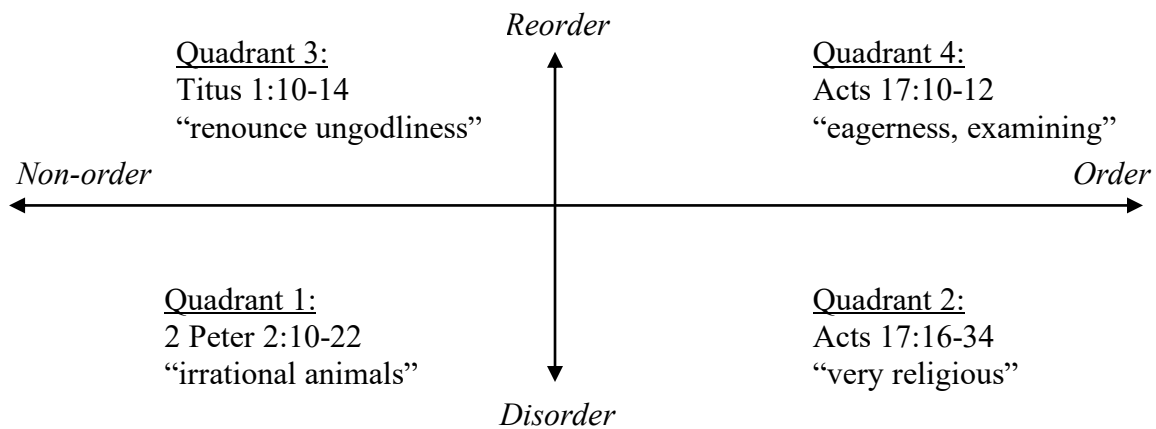 Reorder
Quadrant 3:
Titus 1:10-14
“renounce ungodliness”
Quadrant 4:
Acts 17:10-12
“eagerness, examining”
Non-order
Order
Quadrant 1:
2 Peter 2:10-22
“irrational animals”
Quadrant 2:
Acts 17:16-34
“very religious”
Disorder